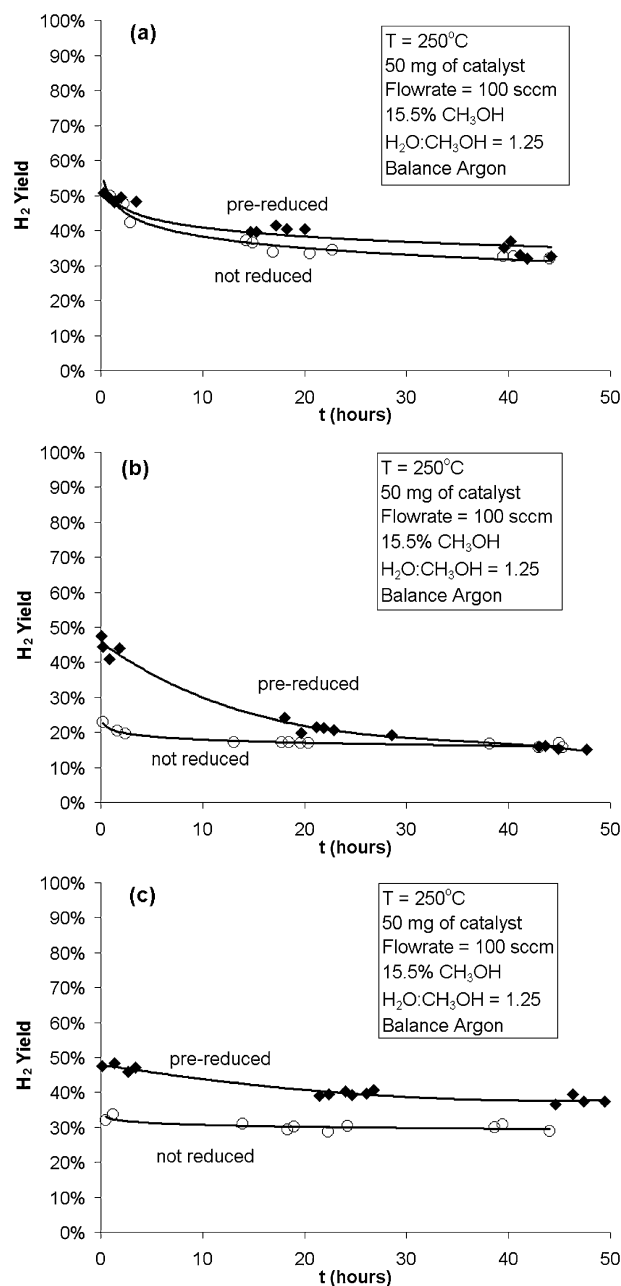 (a)
T = 250°C
50 mg of catalyst
Flowrate = 100 sccm
15.5% CH₃OH
H₂O:CH₃OH = 1.25
Balance Argon
100%
90%
80%
70%
60%
50%
40%
30%
20%
10%
0%
H₂ Yield
pre-reduced
not reduced
0 10 20 30 40 50
t (hours)
(b)
T = 250°C
50 mg of catalyst
Flowrate = 100 sccm
15.5% CH₃OH
H₂O:CH₃OH = 1.25
Balance Argon
100%
90%
80%
70%
60%
50%
40%
30%
20%
10%
0%
H₂ Yield
pre-reduced
not reduced
0 10 20 30 40 50
t (hours)
(c)
T = 250°C
50 mg of catalyst
Flowrate = 100 sccm
15.5% CH₃OH
H₂O:CH₃OH = 1.25
Balance Argon
100%
90%
80%
70%
60%
50%
40%
30%
20%
10%
0%
H₂ Yield
pre-reduced
not reduced
0 10 20 30 40 50
t (hours)